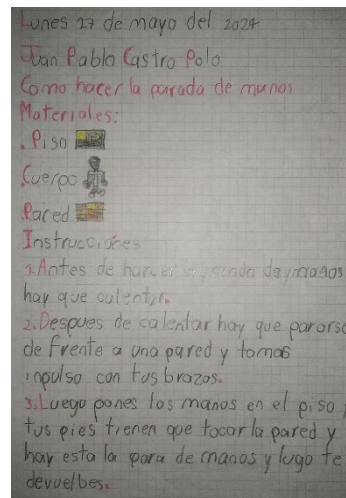 Lunes 27 de mayo del 2024
Juan Pablo Castro Polo
Como hacer la parada de manos
Materiales:
.Piso
.Cuerpo
.Pared
Instrucciones
1.Antes de hacer la parada de manos
hay que calentar.
2.Despues de calentar hay que pararse
de frente a una pared y tomas
inpulso con tus brazos.
3.Luego pones las manos en el piso,
tus pies tienen que tocar la pared y
hay esta la para de manos y lugo te
devuelbes.